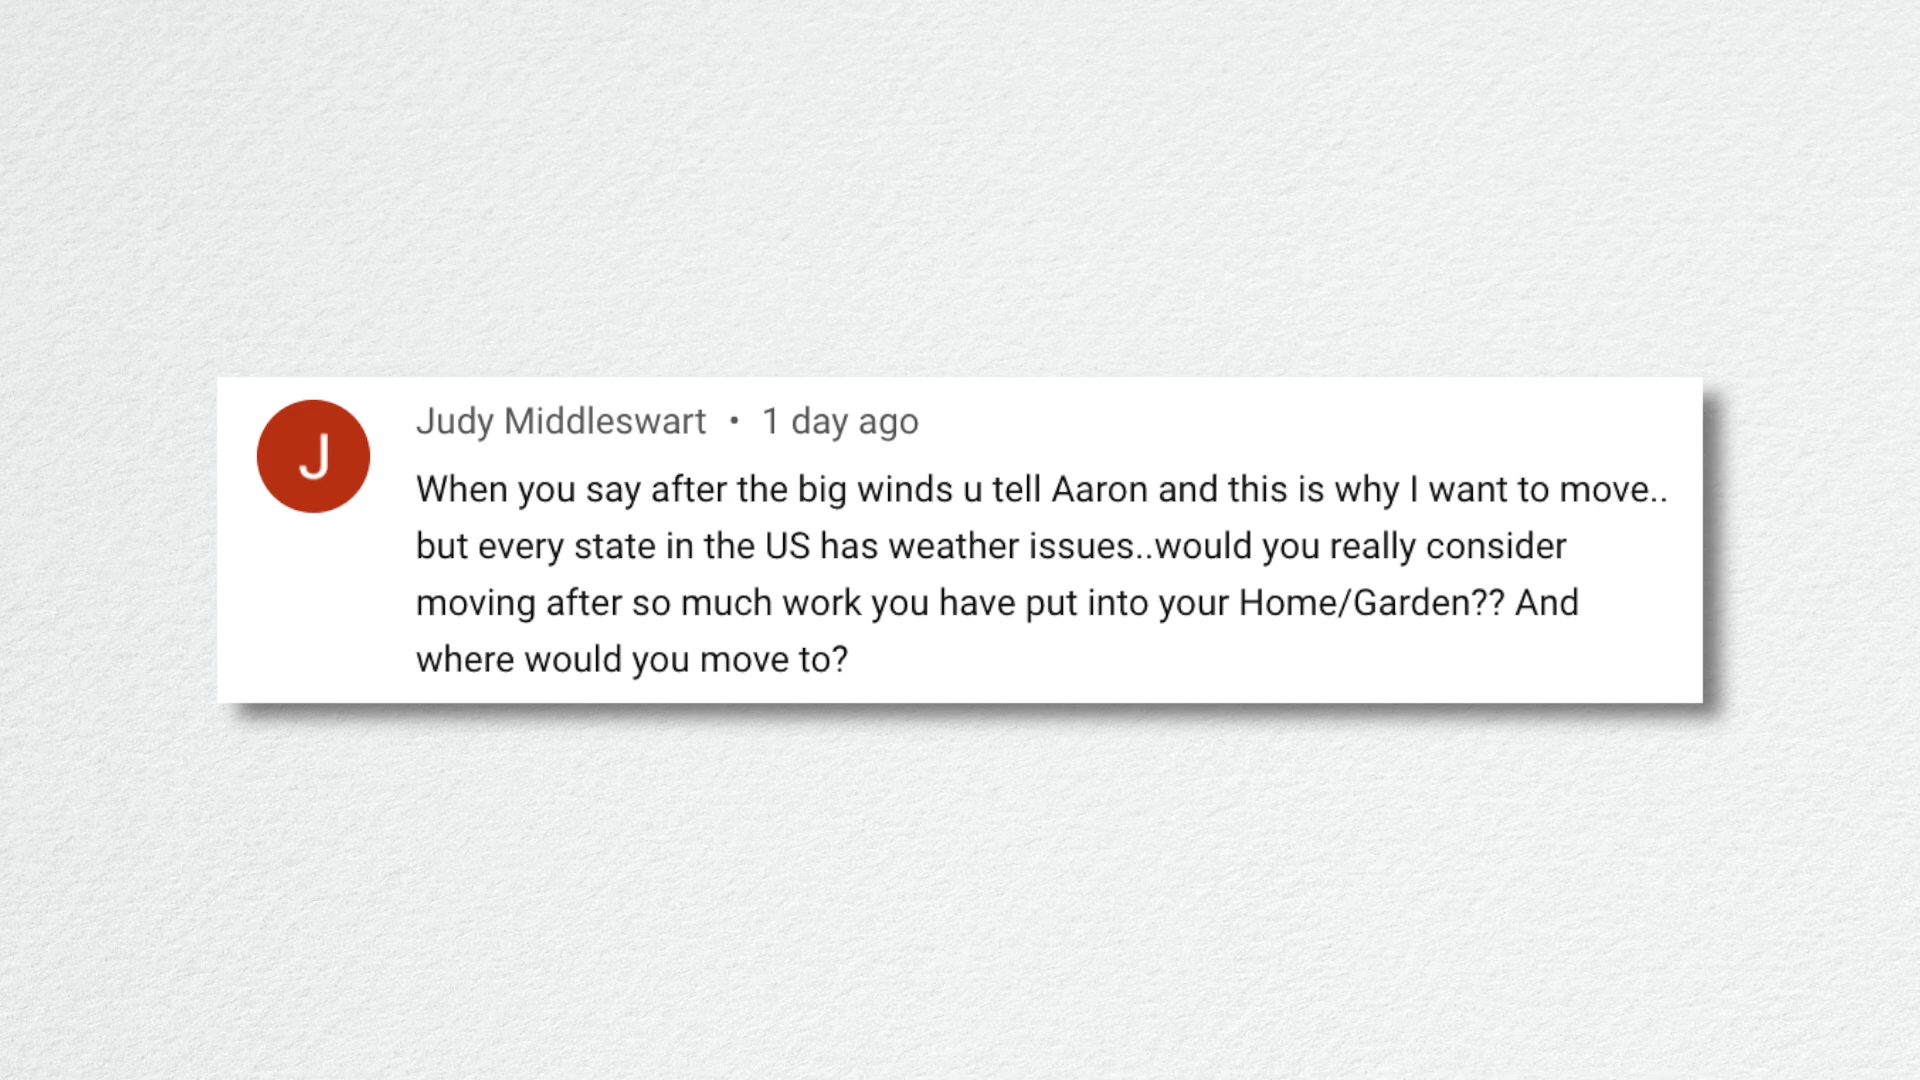 J
Judy Middleswart • 1 day ago
When you say after the big winds u tell Aaron and this is why I want to move..
but every state in the US has weather issues..would you really consider
moving after so much work you have put into your Home/Garden?? And
where would you move to?